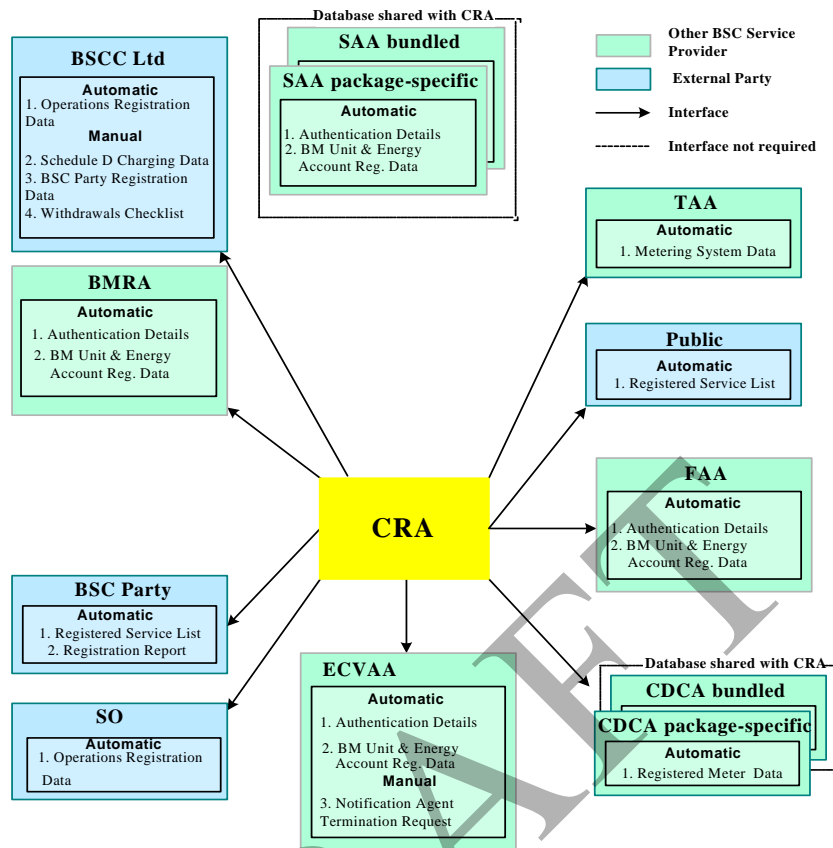 Database shared with CRA
SAA bundled
SAA package-specific
Automatic
1. Authentication Details
2. BM Unit & Energy
Account Reg. Data
Other BSC Service
Provider
External Party
Interface
Interface not required
BSCC Ltd
Automatic
1. Operations Registration
Data
Manual
2. Schedule D Charging Data
3. BSC Party Registration
Data
4. Withdrawals Checklist
TAA
Automatic
1. Metering System Data
BMRA
Automatic
1. Authentication Details
2. BM Unit & Energy
Account Reg. Data
Public
Automatic
1. Registered Service List
CRA
FAA
Automatic
1. Authentication Details
2. BM Unit & Energy
Account Reg. Data
BSC Party
Automatic
1. Registered Service List
2. Registration Report
SO
Automatic
1. Operations Registration
Data
ECVAA
Automatic
1. Authentication Details
2. BM Unit & Energy
Account Reg. Data
Manual
3. Notification Agent
Termination Request
Database shared with CRA
CDCA bundled
CDCA package-specific
Automatic
1. Registered Meter Data
RAFT